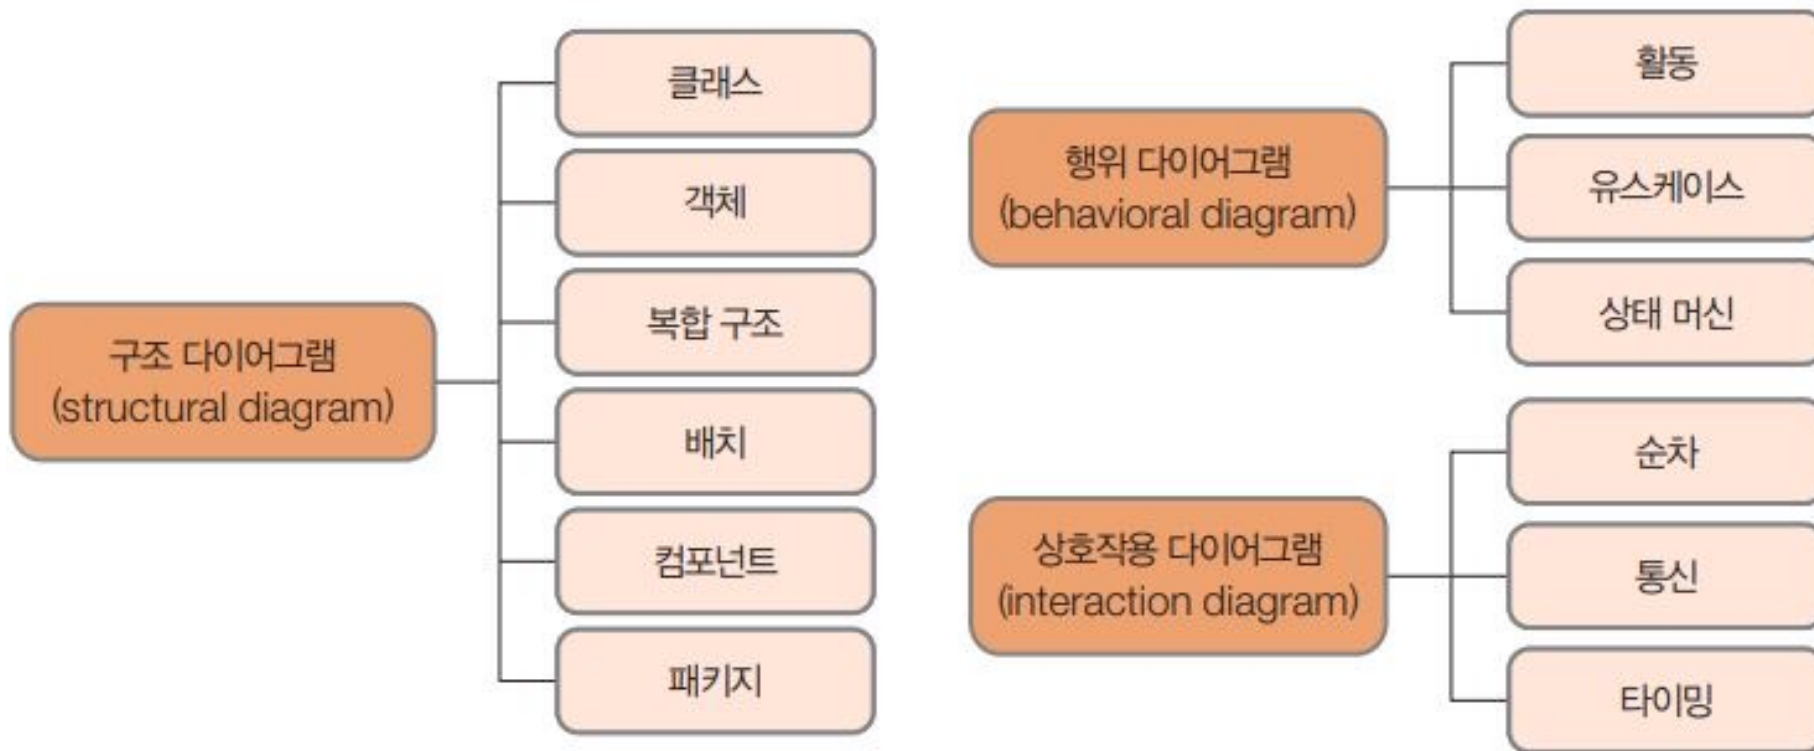 구조 다이어그램
(structural diagram)
클래스
객체
복합 구조
배치
컴포넌트
패키지
행위 다이어그램
(behavioral diagram)
활동
유스케이스
상태 머신
상호작용 다이어그램
(interaction diagram)
순차
통신
타이밍